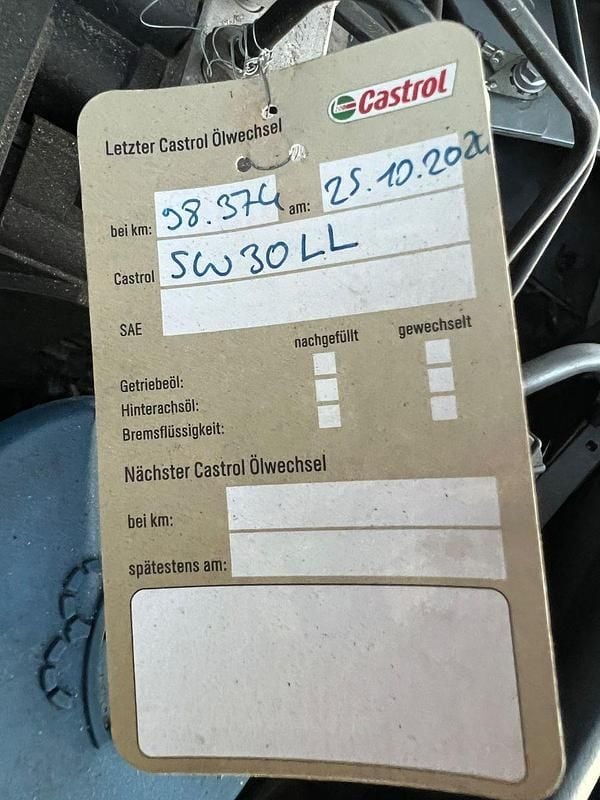 Castrol
Letzter Castrol Ölwechsel
bei km: 98.374 am: 25.10.2024
Castrol 5W30LL
SAE
nachgefüllt gewechselt
Getriebeöl:
Hinterachsöl:
Bremsflüssigkeit:
Nächster Castrol Ölwechsel
bei km:
spätestens am: